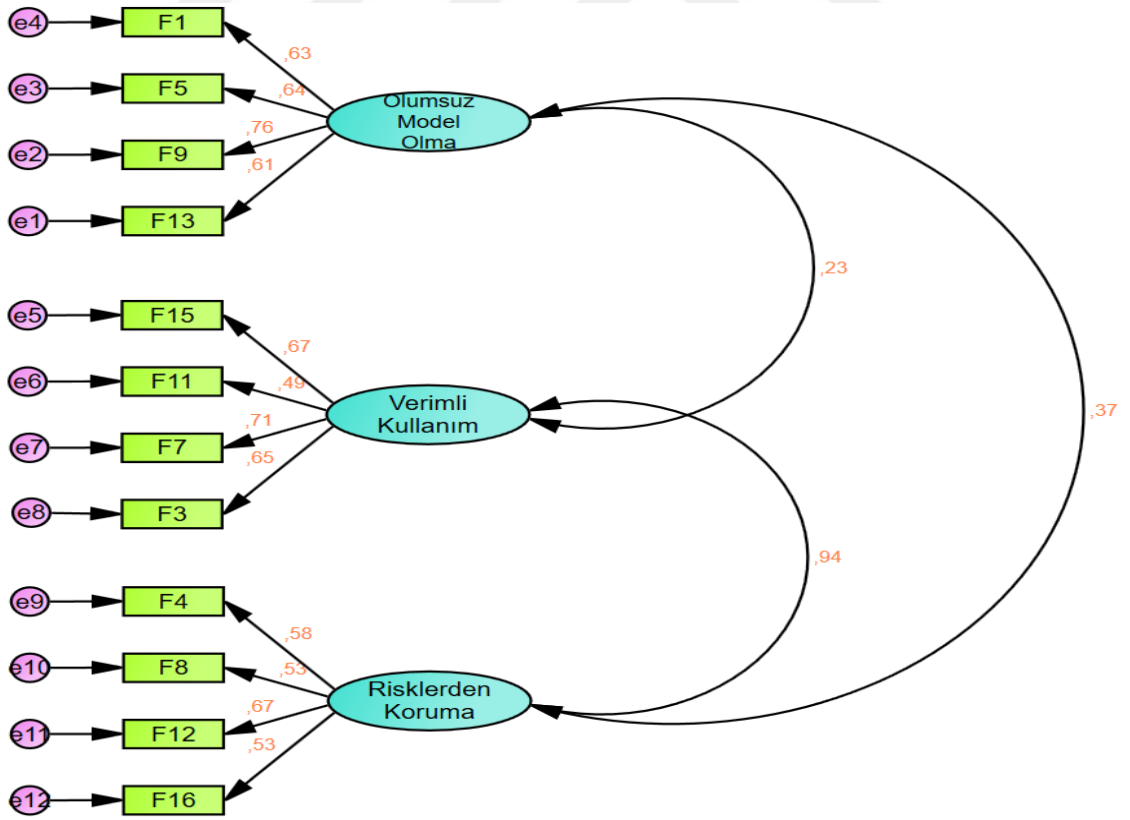 e4
F1
,63
e3
F5
,64
Olumsuz
Model
Olma
e2
F9
,76
e1
F13
,61
,23
,37
e5
F15
,67
e6
F11
,49
Verimli
Kullanım
e7
F7
,71
e8
F3
,65
,94
e9
F4
,58
e10
F8
,53
Risklerden
Koruma
e11
F12
,67
e12
F16
,53